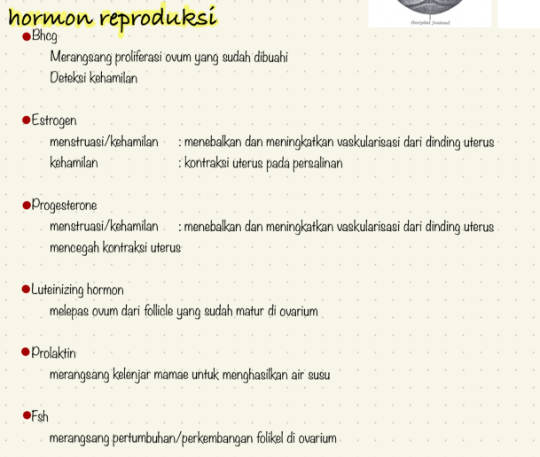 hormon reproduksi
Bhcg
Merangsang proliferasi ovum yang sudah dibuahi
Deteksi kehamilan
Estrogen
menstruasi/kehamilan : menebalkan dan meningkatkan vaskularisasi dari dinding uterus
kehamilan : kontraksi uterus pada persalinan
Progesterone
menstruasi/kehamilan : menebalkan dan meningkatkan vaskularisasi dari dinding uterus
mencegah kontraksi uterus
Luteinizing hormon
melepas ovum dari follicle yang sudah matur di ovarium
Prolaktin
merangsang kelenjar mamae untuk menghasilkan air susu
Fsh
merangsang pertumbuhan/perkembangan folikel di ovarium